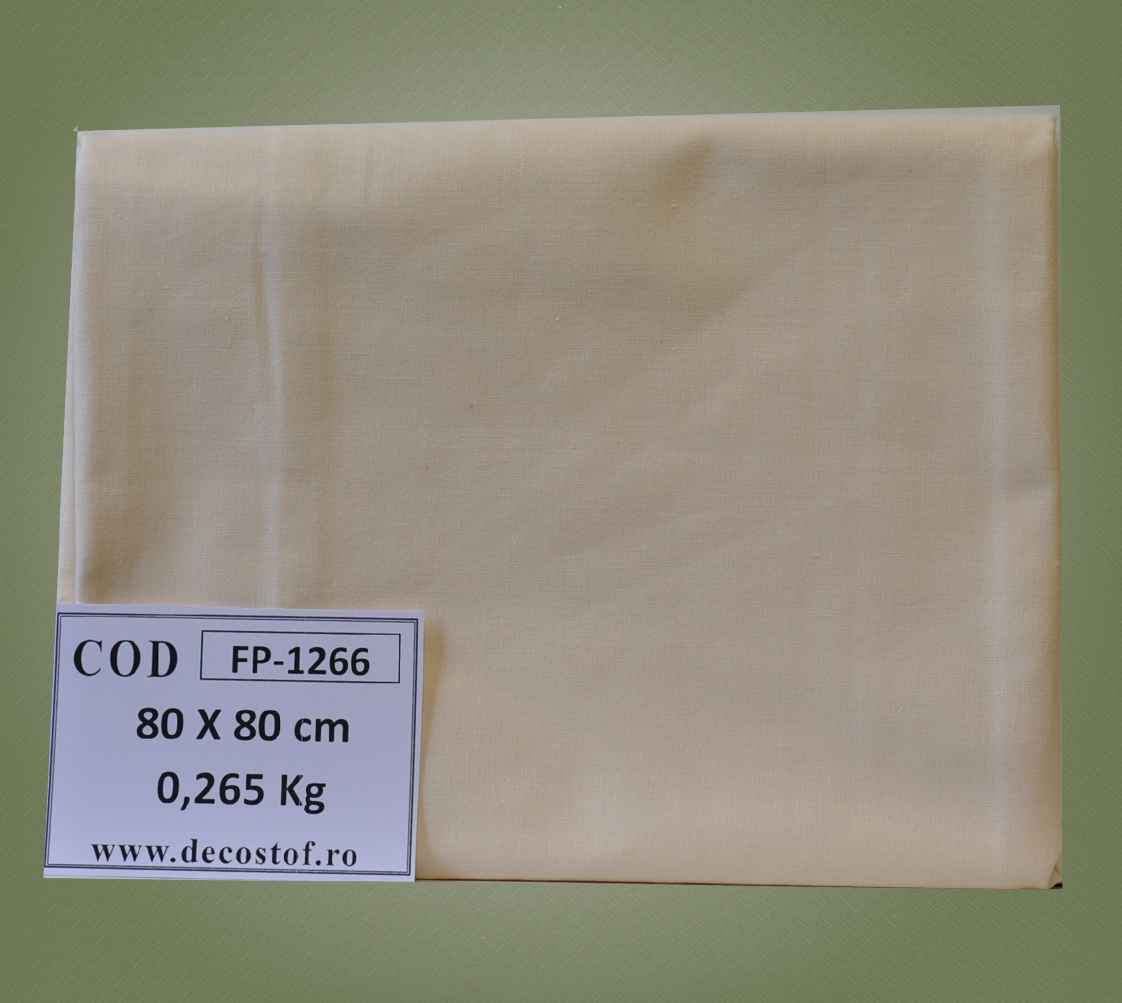 COD FP-1266
80 X 80 cm
0,265 Kg
www.decostof.ro